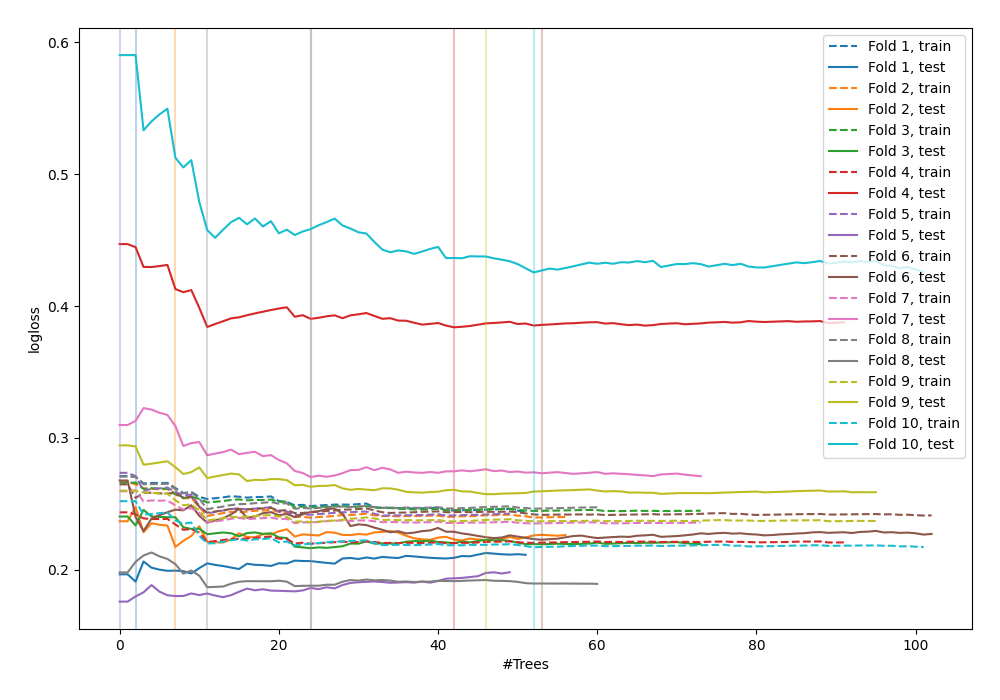 0.6
0.5
0.4
0.3
0.2
logloss
0
20
40
60
80
100
#Trees
Fold 1, train
Fold 1, test
Fold 2, train
Fold 2, test
Fold 3, train
Fold 3, test
Fold 4, train
Fold 4, test
Fold 5, train
Fold 5, test
Fold 6, train
Fold 6, test
Fold 7, train
Fold 7, test
Fold 8, train
Fold 8, test
Fold 9, train
Fold 9, test
Fold 10, train
Fold 10, test